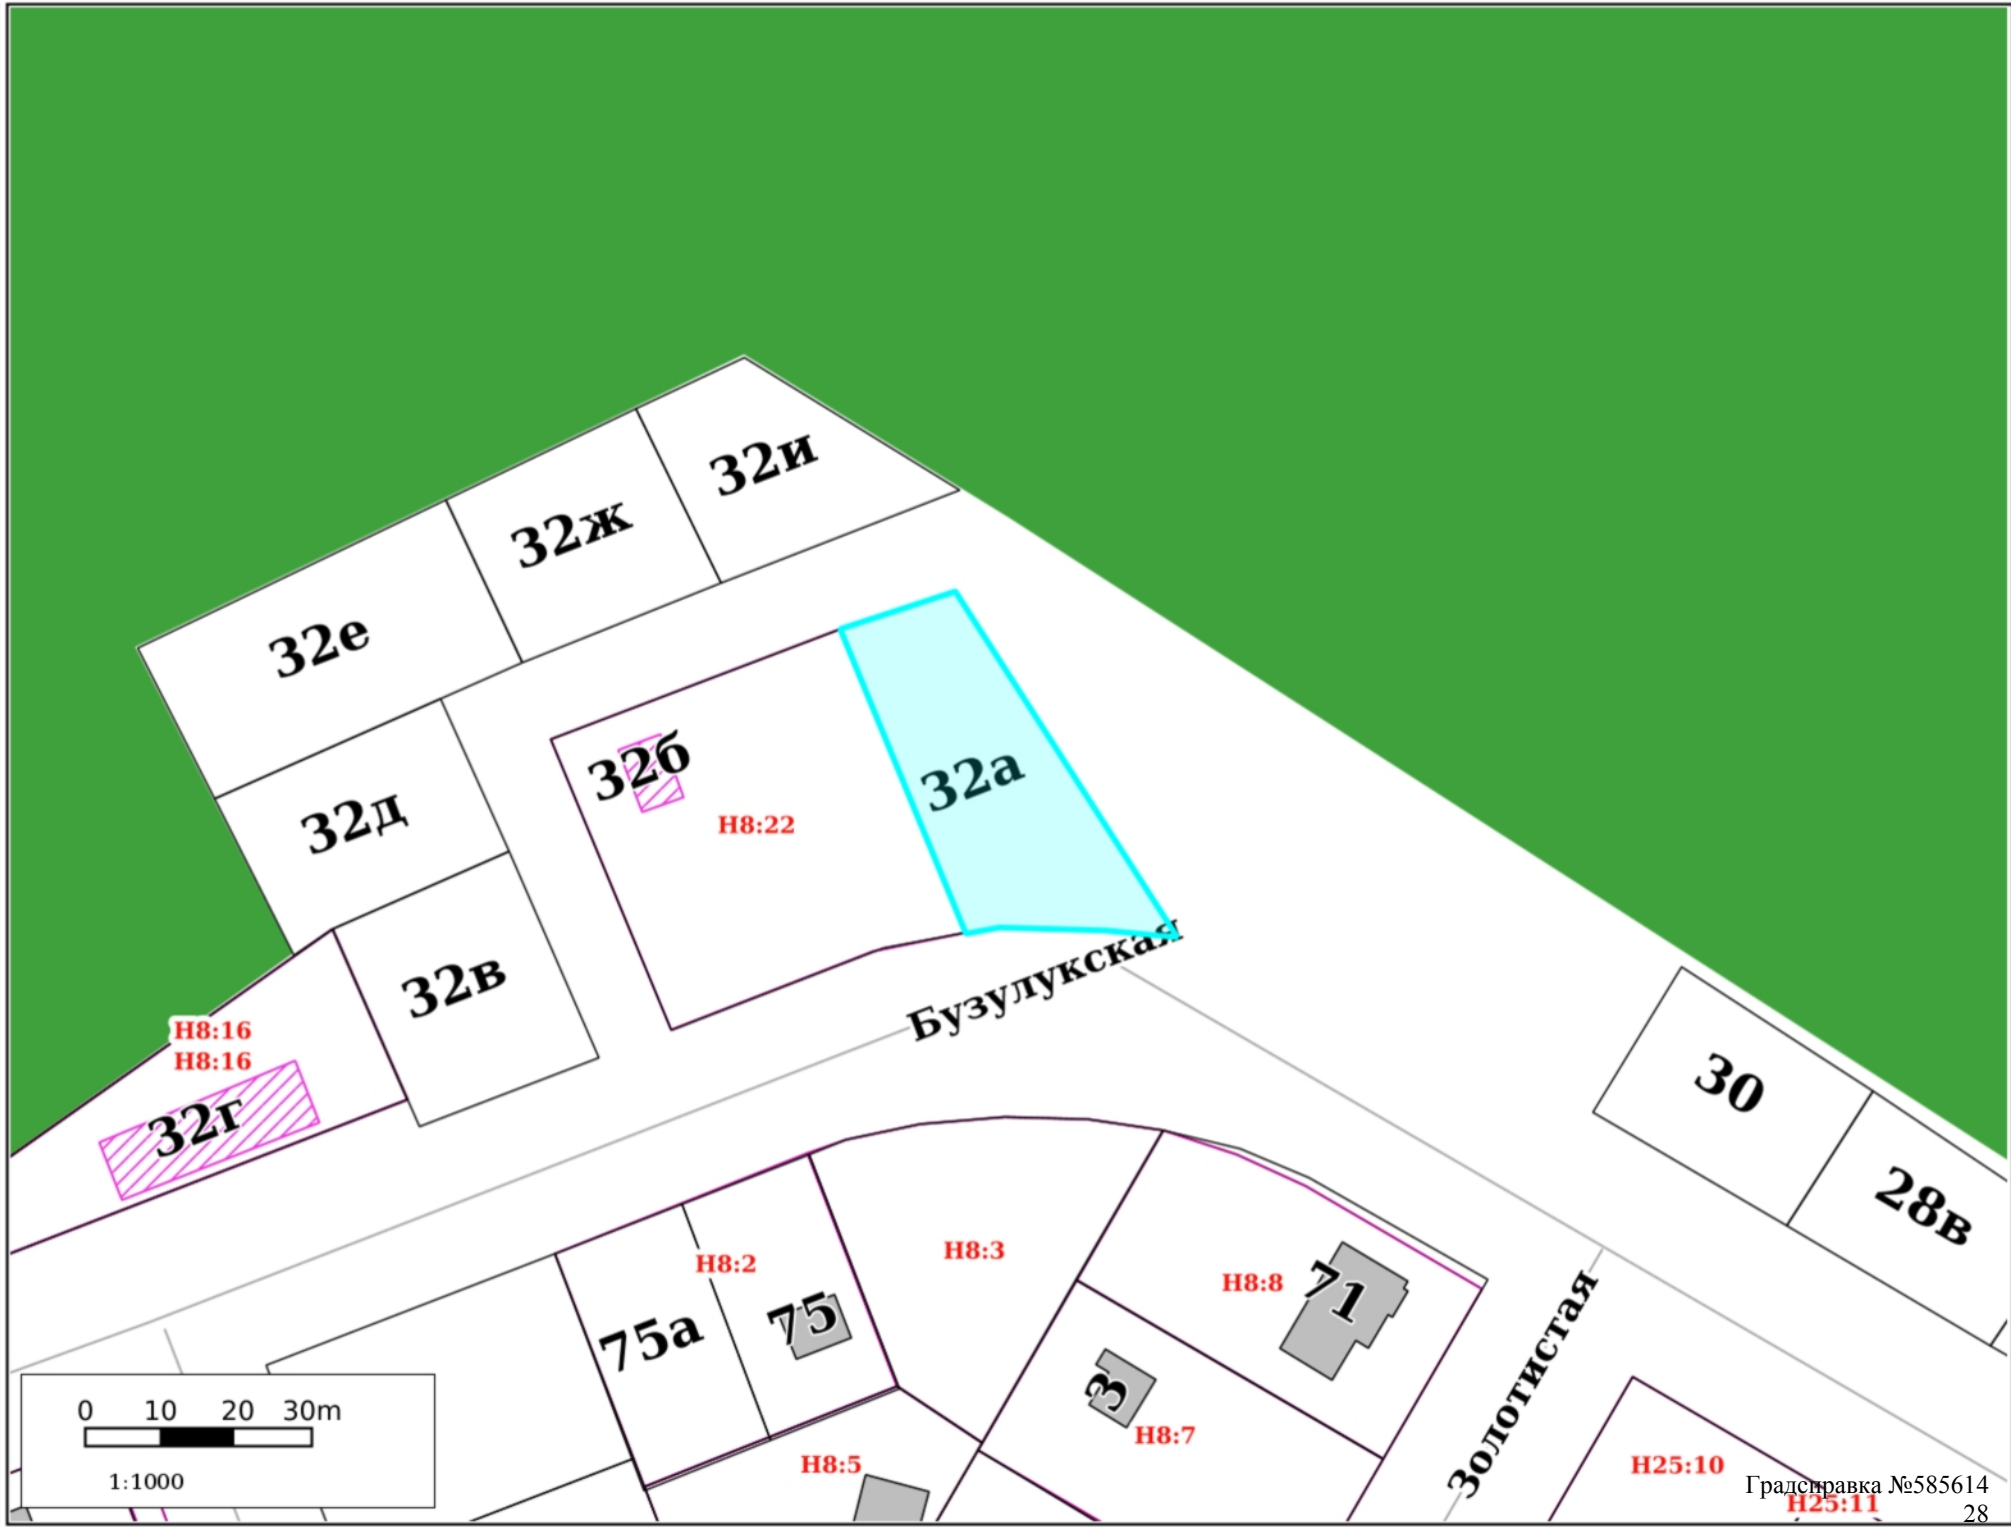 32и
32ж
32е
32б
32а
32д
Н8:22
32в
Бузулукская
Н8:16
Н8:16
32г
30
28в
Н8:2
Н8:3
Н8:8
71
75а
75
3
Золотистая
Н8:7
Н8:5
Н25:10
Н25:11
0 10 20 30m
1:1000
Градсправка №585614
28